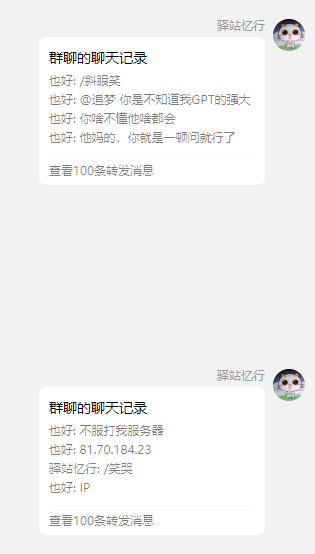 驿站忆行
群聊的聊天记录
也好: /斜眼笑
也好: @追梦 你是不知道我GPT的强大
也好: 你啥不懂他啥都会
也好: 他妈的，你就是一顿问就行了
查看100条转发消息
驿站忆行
群聊的聊天记录
也好: 不服打我服务器
也好: 81.70.184.23
驿站忆行: /笑哭
也好: IP
查看100条转发消息